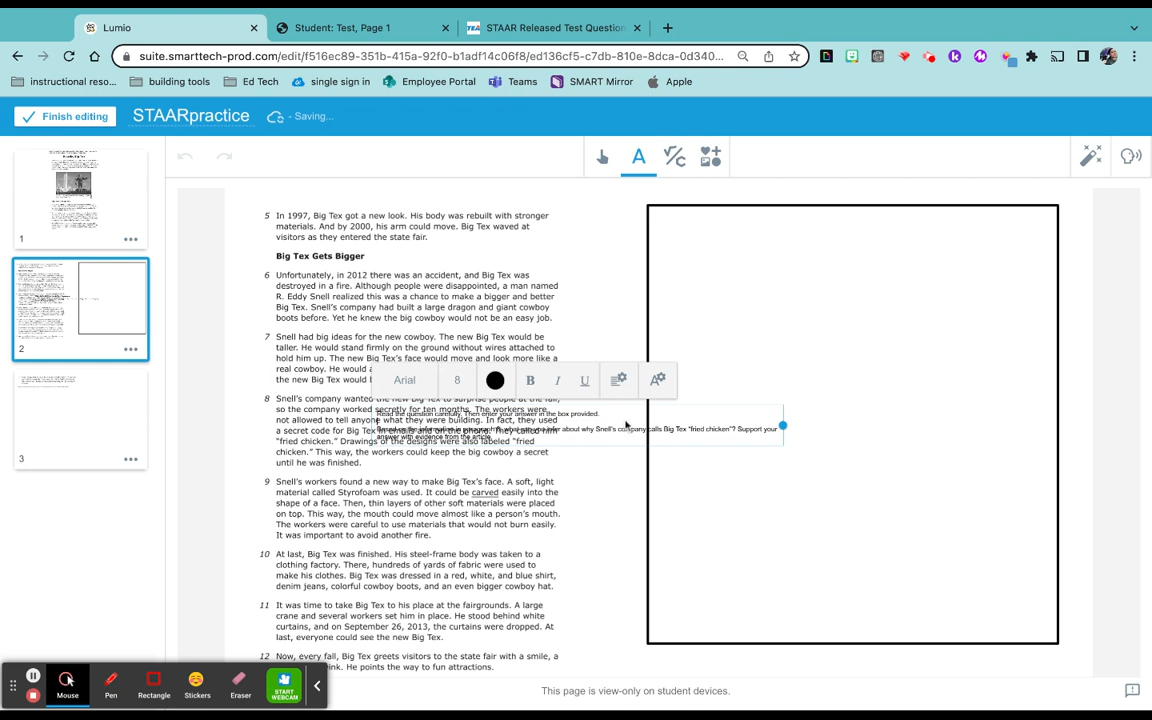 Lumio
Student: Test, Page 1
TEA STAAR Released Test Question
suite.smarttech-prod.com/edit/f516ec89-351b-415a-92f0-b1adf14c06f8/ed136cf5-c7db-810e-8dca-0d340...
instructional reso...
building tools
Ed Tech
single sign in
Employee Portal
Teams
SMART Mirror
Apple
Finish editing
STAARpractice
- Saving...
1
2
3
5 In 1997, Big Tex got a new look. His body was rebuilt with stronger
materials. And by 2000, his arm could move. Big Tex waved at
visitors as they entered the state fair.
Big Tex Gets Bigger
6 Unfortunately, in 2012 there was an accident, and Big Tex was
destroyed in a fire. Although people were disappointed, a man named
R. Eddy Snell realized this was a chance to make a bigger and better
Big Tex. Snell's company had built a large dragon and giant cowboy
boots before. Yet he knew the big cowboy would not be an easy job.
7 Snell had big ideas for the new cowboy. The new Big Tex would be
taller. He would stand firmly on the ground without wires attached to
hold him up. The new Big Tex's face would move and look more like a
real cowboy. He would
the new Big Tex would
Arial
8
B
I
U
8 Snell's company wanted the new Big Tex to surprise people at the fair,
so the company worked secretly for ten months. The workers were
not allowed to tell anyone what they were building. In fact, they used
a secret code for Big Tex in emails and on the phone. They called him
"fried chicken." Drawings of the designs were also labeled "fried
chicken." This way, the workers could keep the big cowboy a secret
until he was finished.
Read the question carefully. Then enter your answer in the box provided.
what can you infer about why Snell's company calls Big Tex "fried chicken"? Support your
answer with evidence from the article.
9 Snell's workers found a new way to make Big Tex's face. A soft, light
material called Styrofoam was used. It could be carved easily into the
shape of a face. Then, thin layers of other soft materials were placed
on top. This way, the mouth could move almost like a person's mouth.
The workers were careful to use materials that would not burn easily.
It was important to avoid another fire.
10 At last, Big Tex was finished. His steel-frame body was taken to a
clothing factory. There, hundreds of yards of fabric were used to
make his clothes. Big Tex was dressed in a red, white, and blue shirt,
denim jeans, colorful cowboy boots, and an even bigger cowboy hat.
11 It was time to take Big Tex to his place at the fairgrounds. A large
crane and several workers set him in place. He stood behind white
curtains, and on September 26, 2013, the curtains were dropped. At
last, everyone could see the new Big Tex.
12 Now, every fall, Big Tex greets visitors to the state fair with a smile, a
He points the way to fun attractions.
This page is view-only on student devices.
Mouse
Pen
Rectangle
Stickers
Eraser
START
WEBCAM